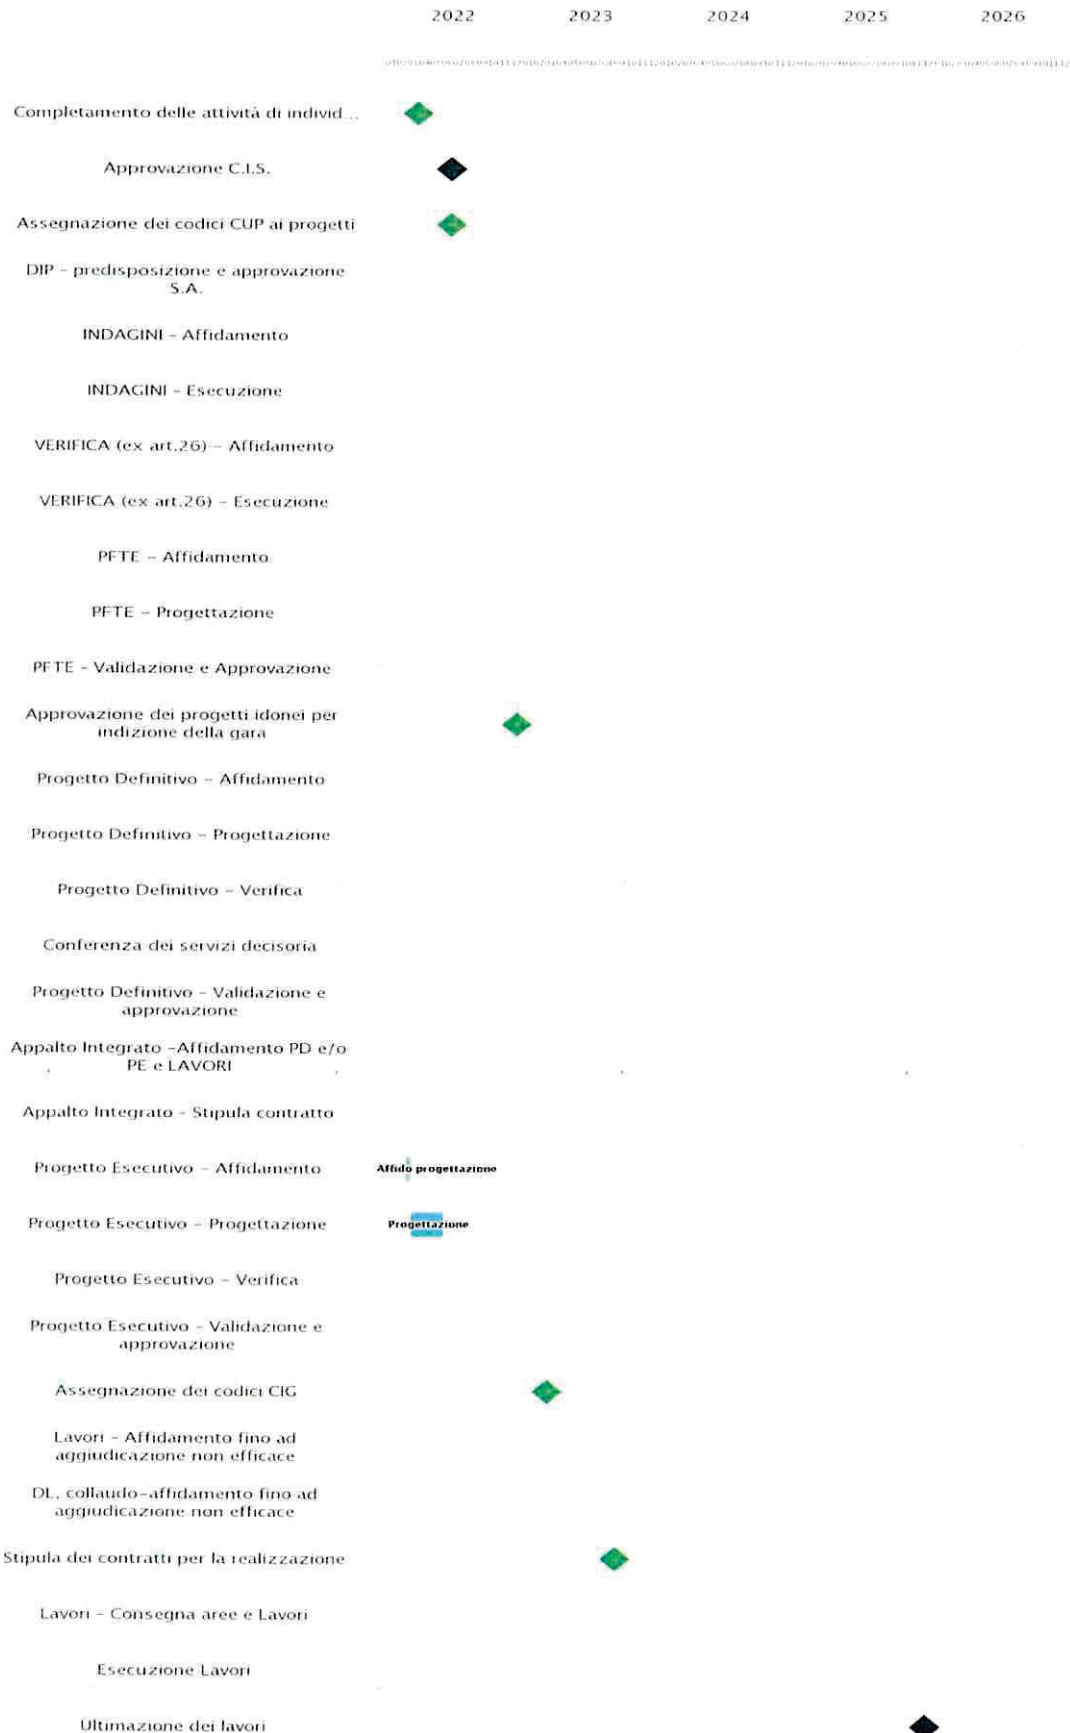 2022 2023 2024 2025 2026
Completamento delle attività di individ...
Approvazione C.I.S.
Assegnazione dei codici CUP ai progetti
DIP - predisposizione e approvazione
S.A.
INDAGINI - Affidamento
INDAGINI - Esecuzione
VERIFICA (ex art.26) - Affidamento
VERIFICA (ex art.26) - Esecuzione
PFTE - Affidamento
PFTE - Progettazione
PFTE - Validazione e Approvazione
Approvazione dei progetti idonei per
indizione della gara
Progetto Definitivo - Affidamento
Progetto Definitivo - Progettazione
Progetto Definitivo - Verifica
Conferenza dei servizi decisoria
Progetto Definitivo - Validazione e
approvazione
Appalto Integrato -Affidamento PD e/o
PE e LAVORI
Appalto Integrato - Stipula contratto
Progetto Esecutivo - Affidamento Affido progettazione
Progetto Esecutivo - Progettazione Progettazione
Progetto Esecutivo - Verifica
Progetto Esecutivo - Validazione e
approvazione
Assegnazione dei codici CIG
Lavori - Affidamento fino ad
aggiudicazione non efficace
DL, collaudo-affidamento fino ad
aggiudicazione non efficace
Stipula dei contratti per la realizzazione
Lavori - Consegna aree e Lavori
Esecuzione Lavori
Ultimazione dei lavori